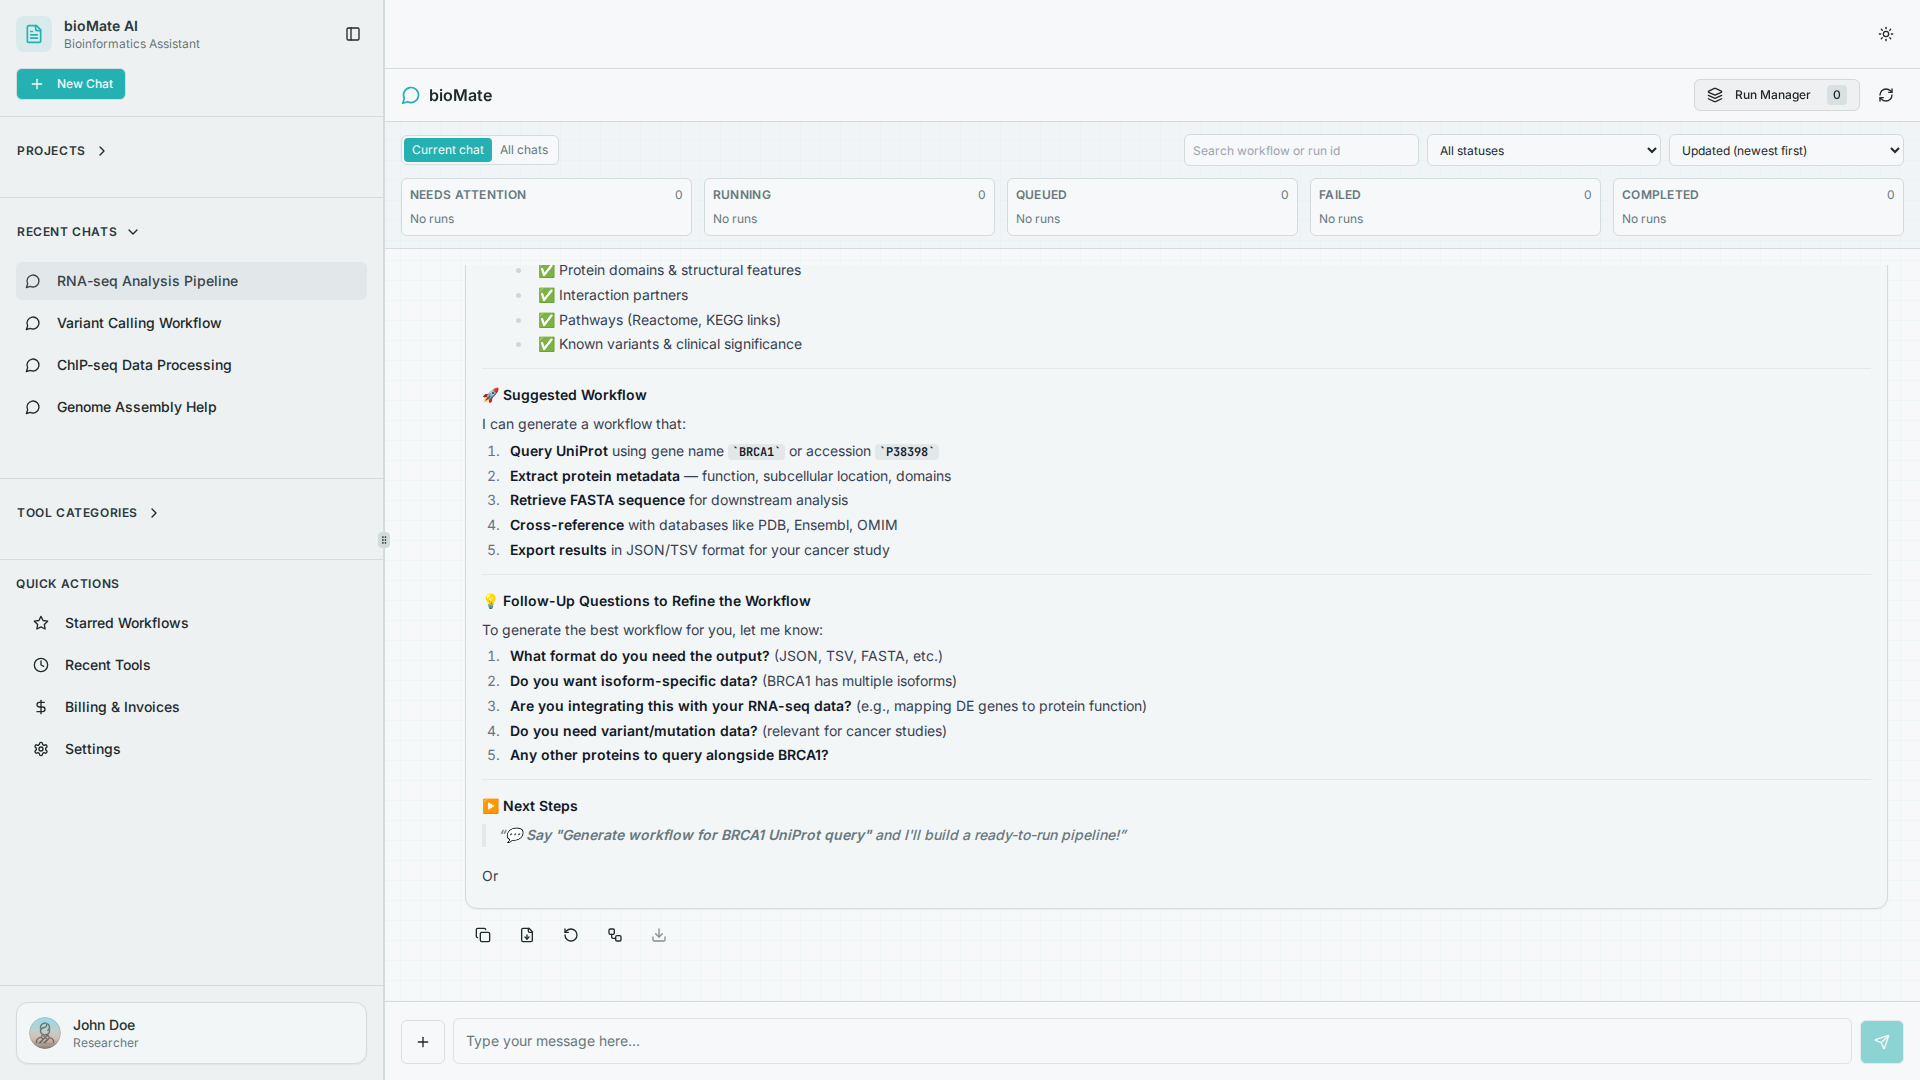 bioMate AI
Bioinformatics Assistant
New Chat
PROJECTS
RECENT CHATS
RNA-seq Analysis Pipeline
Variant Calling Workflow
ChIP-seq Data Processing
Genome Assembly Help
TOOL CATEGORIES
QUICK ACTIONS
Starred Workflows
Recent Tools
Billing & Invoices
Settings
John Doe
Researcher
bioMate
Run Manager 0
Current chat All chats
Search workflow or run id
All statuses
Updated (newest first)
NEEDS ATTENTION 0
No runs
RUNNING 0
No runs
QUEUED 0
No runs
FAILED 0
No runs
COMPLETED 0
No runs
• ✅ Protein domains & structural features
• ✅ Interaction partners
• ✅ Pathways (Reactome, KEGG links)
• ✅ Known variants & clinical significance
🚀 Suggested Workflow
I can generate a workflow that:
1. Query UniProt using gene name `BRCA1` or accession `P38398`
2. Extract protein metadata — function, subcellular location, domains
3. Retrieve FASTA sequence for downstream analysis
4. Cross-reference with databases like PDB, Ensembl, OMIM
5. Export results in JSON/TSV format for your cancer study
💡 Follow-Up Questions to Refine the Workflow
To generate the best workflow for you, let me know:
1. What format do you need the output? (JSON, TSV, FASTA, etc.)
2. Do you want isoform-specific data? (BRCA1 has multiple isoforms)
3. Are you integrating this with your RNA-seq data? (e.g., mapping DE genes to protein function)
4. Do you need variant/mutation data? (relevant for cancer studies)
5. Any other proteins to query alongside BRCA1?
▶️ Next Steps
“💬 Say "Generate workflow for BRCA1 UniProt query" and I'll build a ready-to-run pipeline!”
Or
Type your message here...